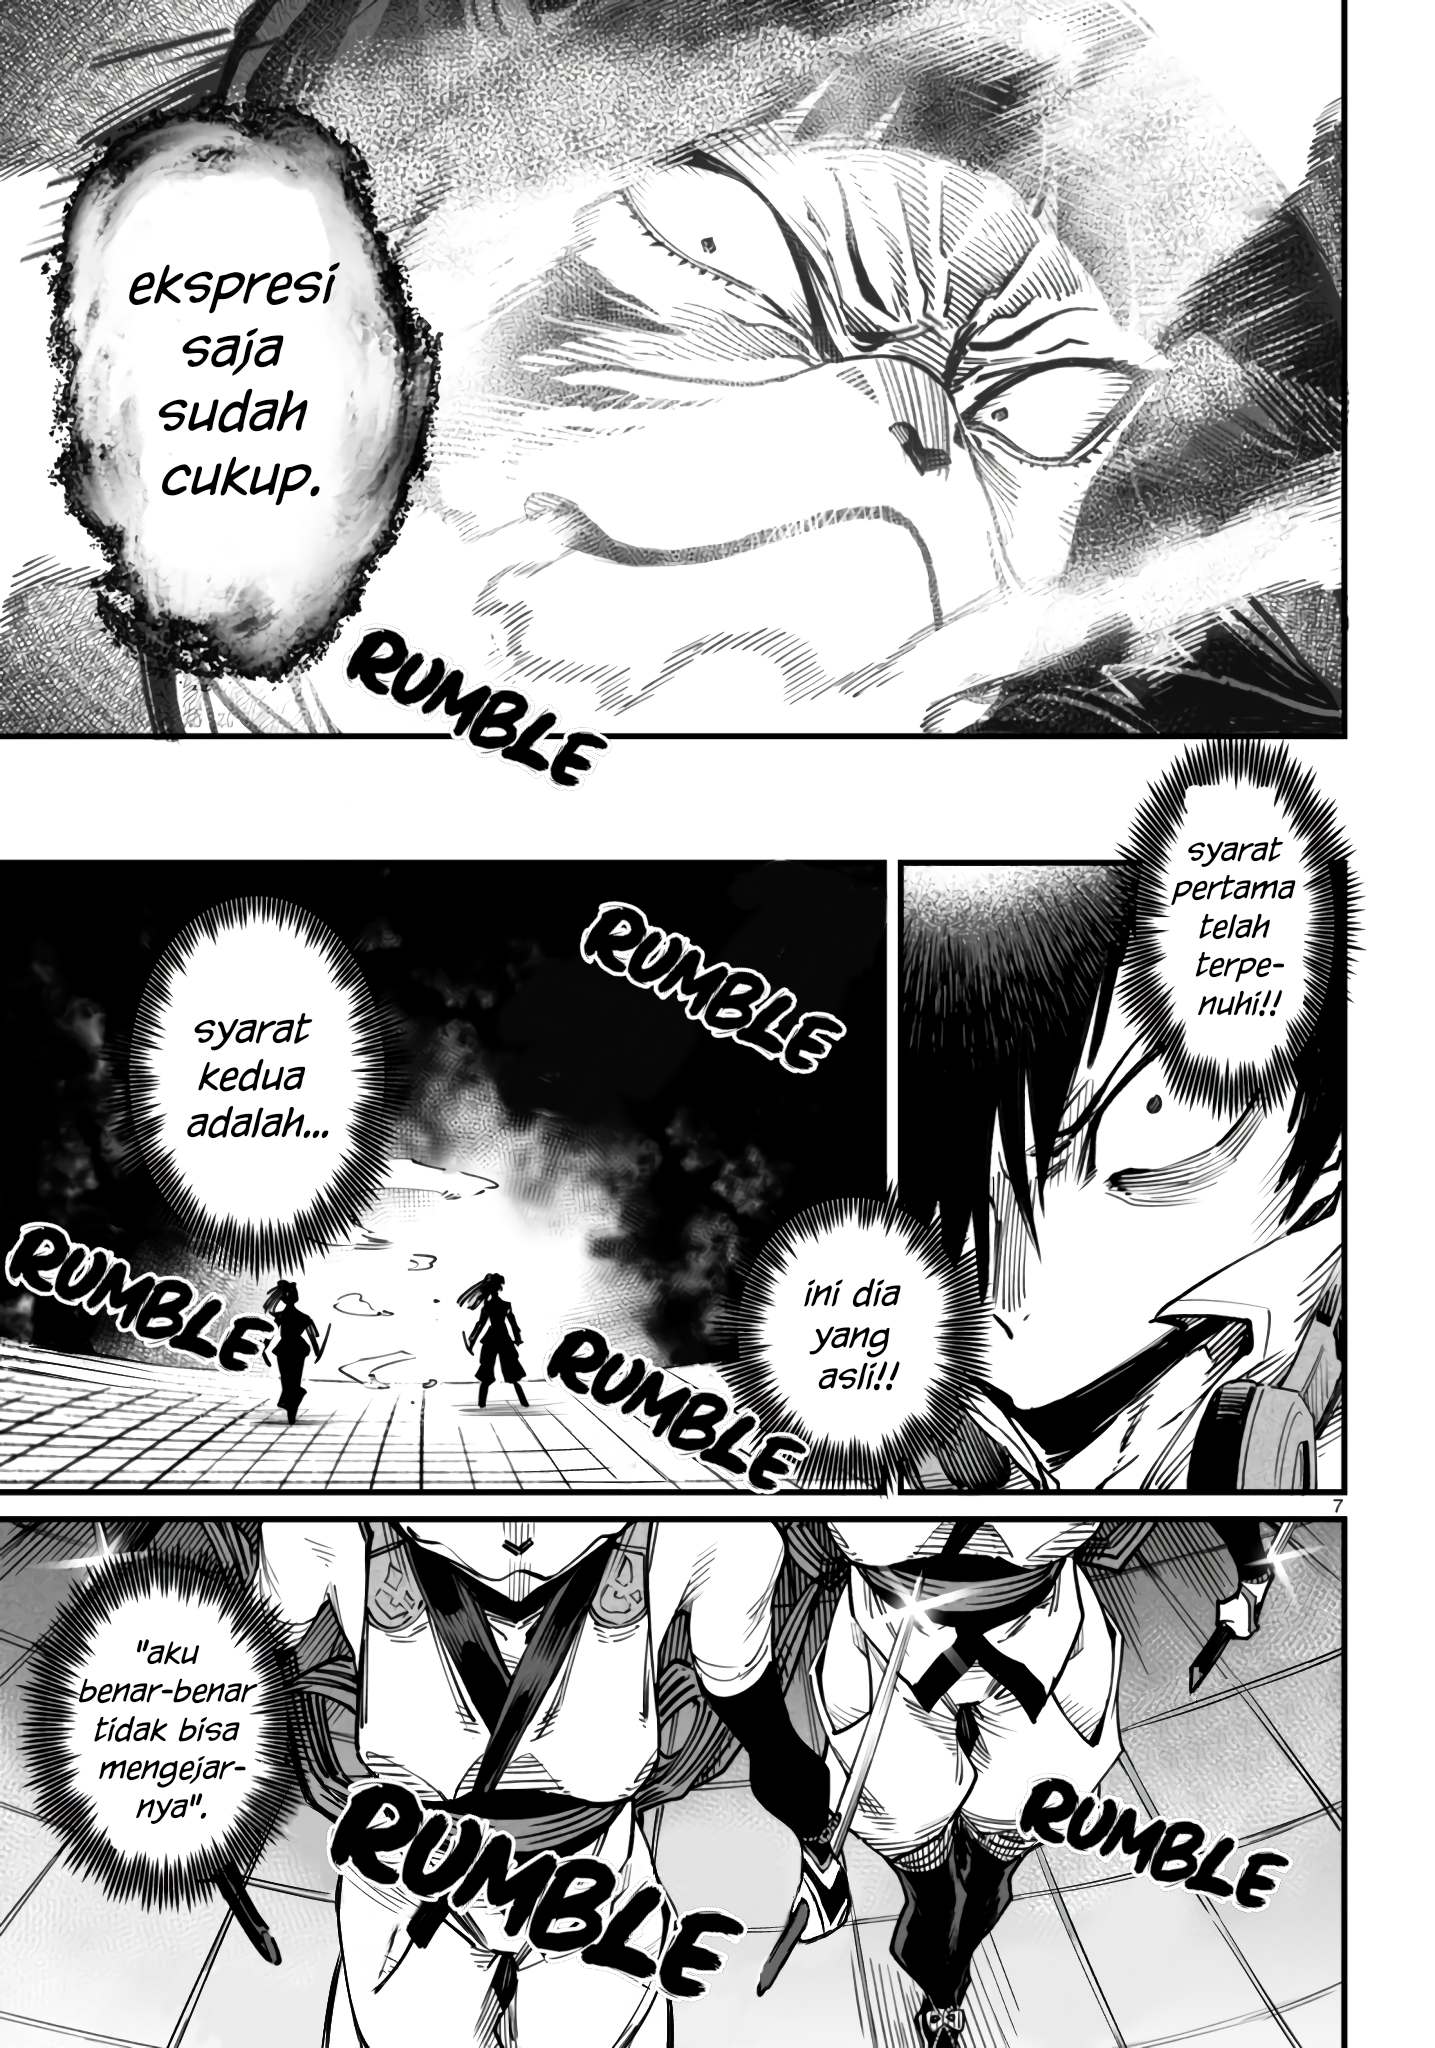 ekspresi
saja
sudah
cukup.
RUMBLE
syarat
pertama
telah
terpe-
nuhi!!
ini dia
yang
asli!!
RUMBLE
syarat
kedua
adalah...
RUMBLE
RUMBLE
7
"aku
benar-benar
tidak bisa
mengejar-
nya".
RUMBLE
RUMBLE